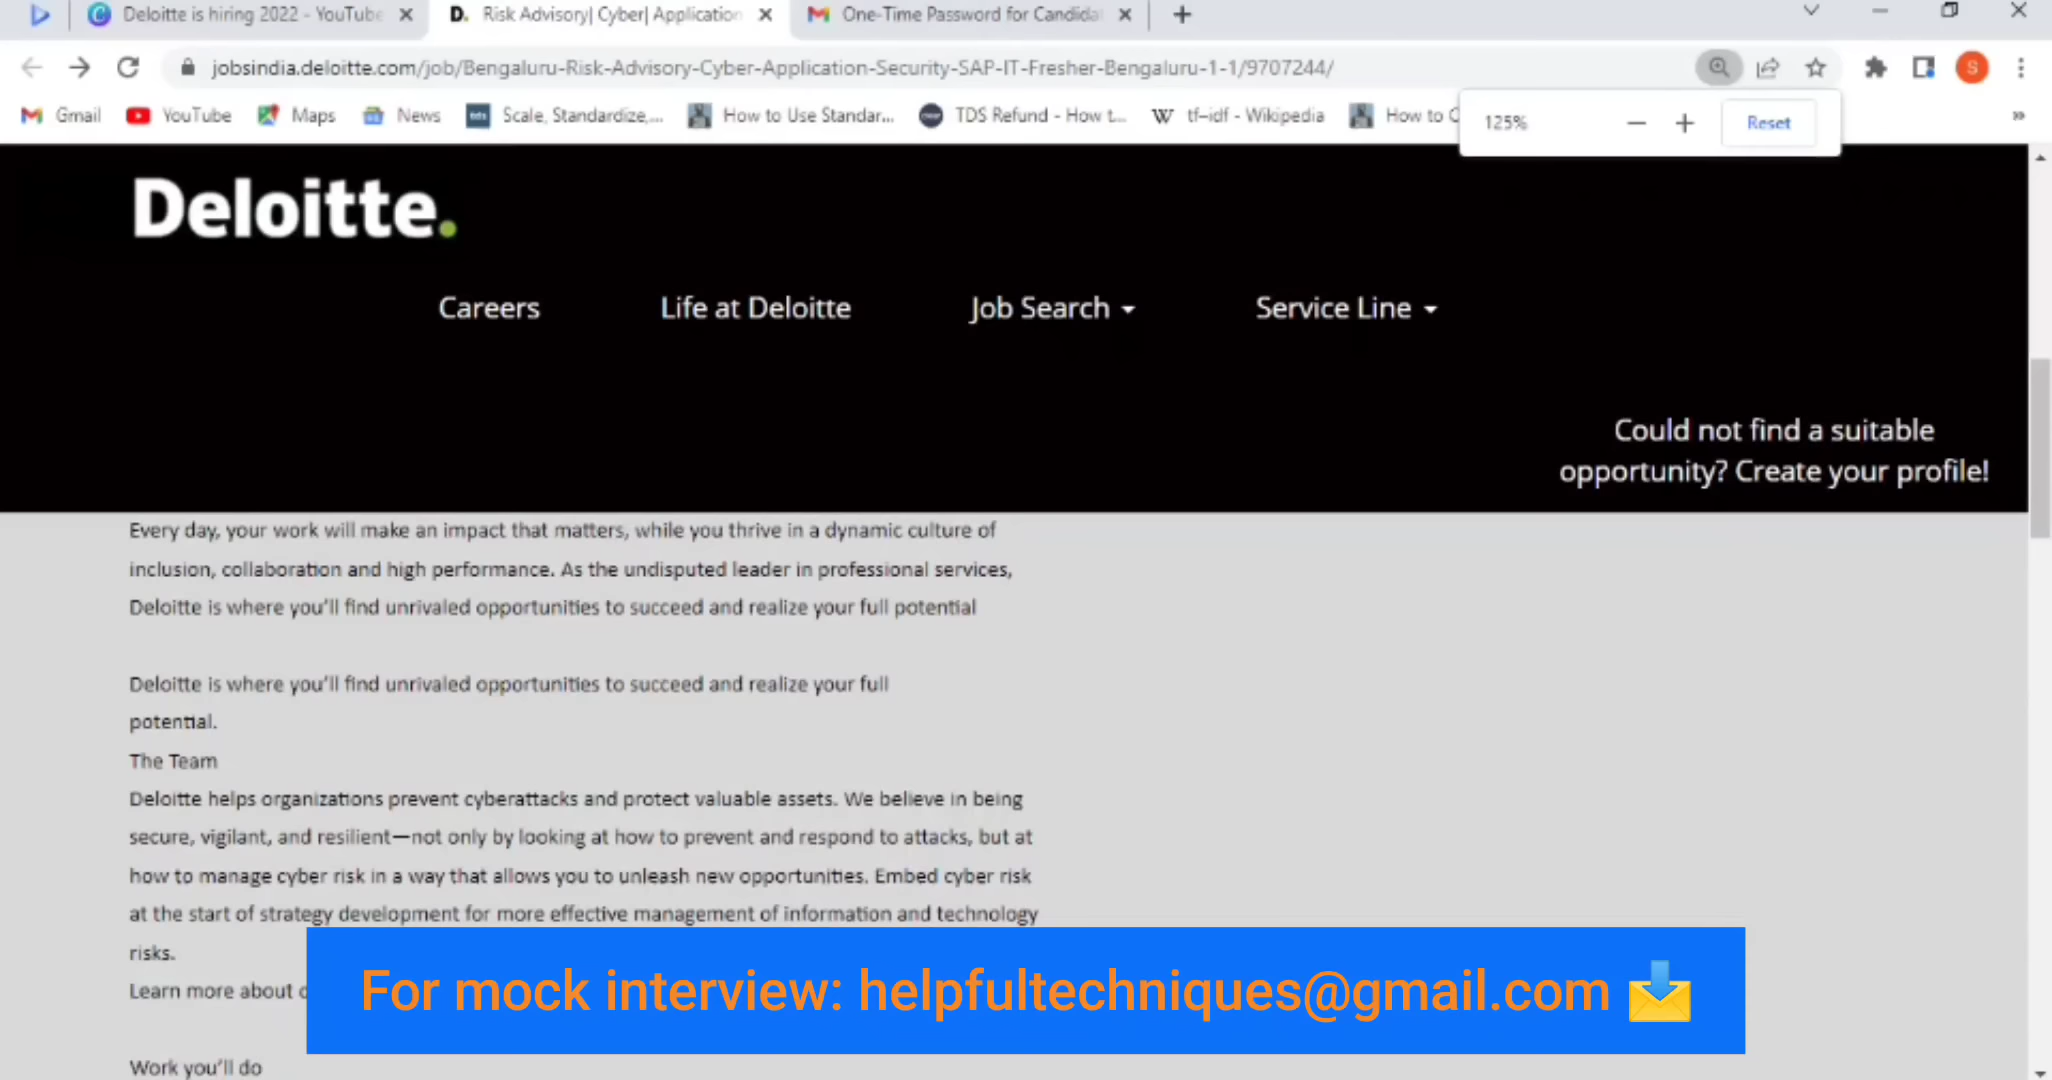 Deloitte is hiring 2022 - YouTube
D. Risk Advisory| Cyber| Application
One-Time Password for Candida
jobsindia.deloitte.com/job/Bengaluru-Risk-Advisory-Cyber-Application-Security-SAP-IT-Fresher-Bengaluru-1-1/9707244/
S
Gmail YouTube Maps News Scale, Standardize,... How to Use Standar... TDS Refund - How t... W tf–idf - Wikipedia How to C
»
125% − + Reset
Deloitte.
Careers Life at Deloitte Job Search Service Line
Could not find a suitable
opportunity? Create your profile!
Every day, your work will make an impact that matters, while you thrive in a dynamic culture of
inclusion, collaboration and high performance. As the undisputed leader in professional services,
Deloitte is where you’ll find unrivaled opportunities to succeed and realize your full potential
Deloitte is where you’ll find unrivaled opportunities to succeed and realize your full
potential.
The Team
Deloitte helps organizations prevent cyberattacks and protect valuable assets. We believe in being
secure, vigilant, and resilient—not only by looking at how to prevent and respond to attacks, but at
how to manage cyber risk in a way that allows you to unleash new opportunities. Embed cyber risk
at the start of strategy development for more effective management of information and technology
risks.
Learn more about
For mock interview: helpfultechniques@gmail.com
Work you’ll do